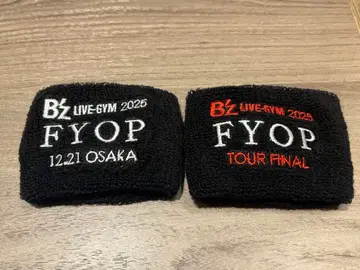 B'z LIVE-GYM 2025
FYOP
12.21 OSAKA
B'z LIVE-GYM 2025
FYOP
TOUR FINAL